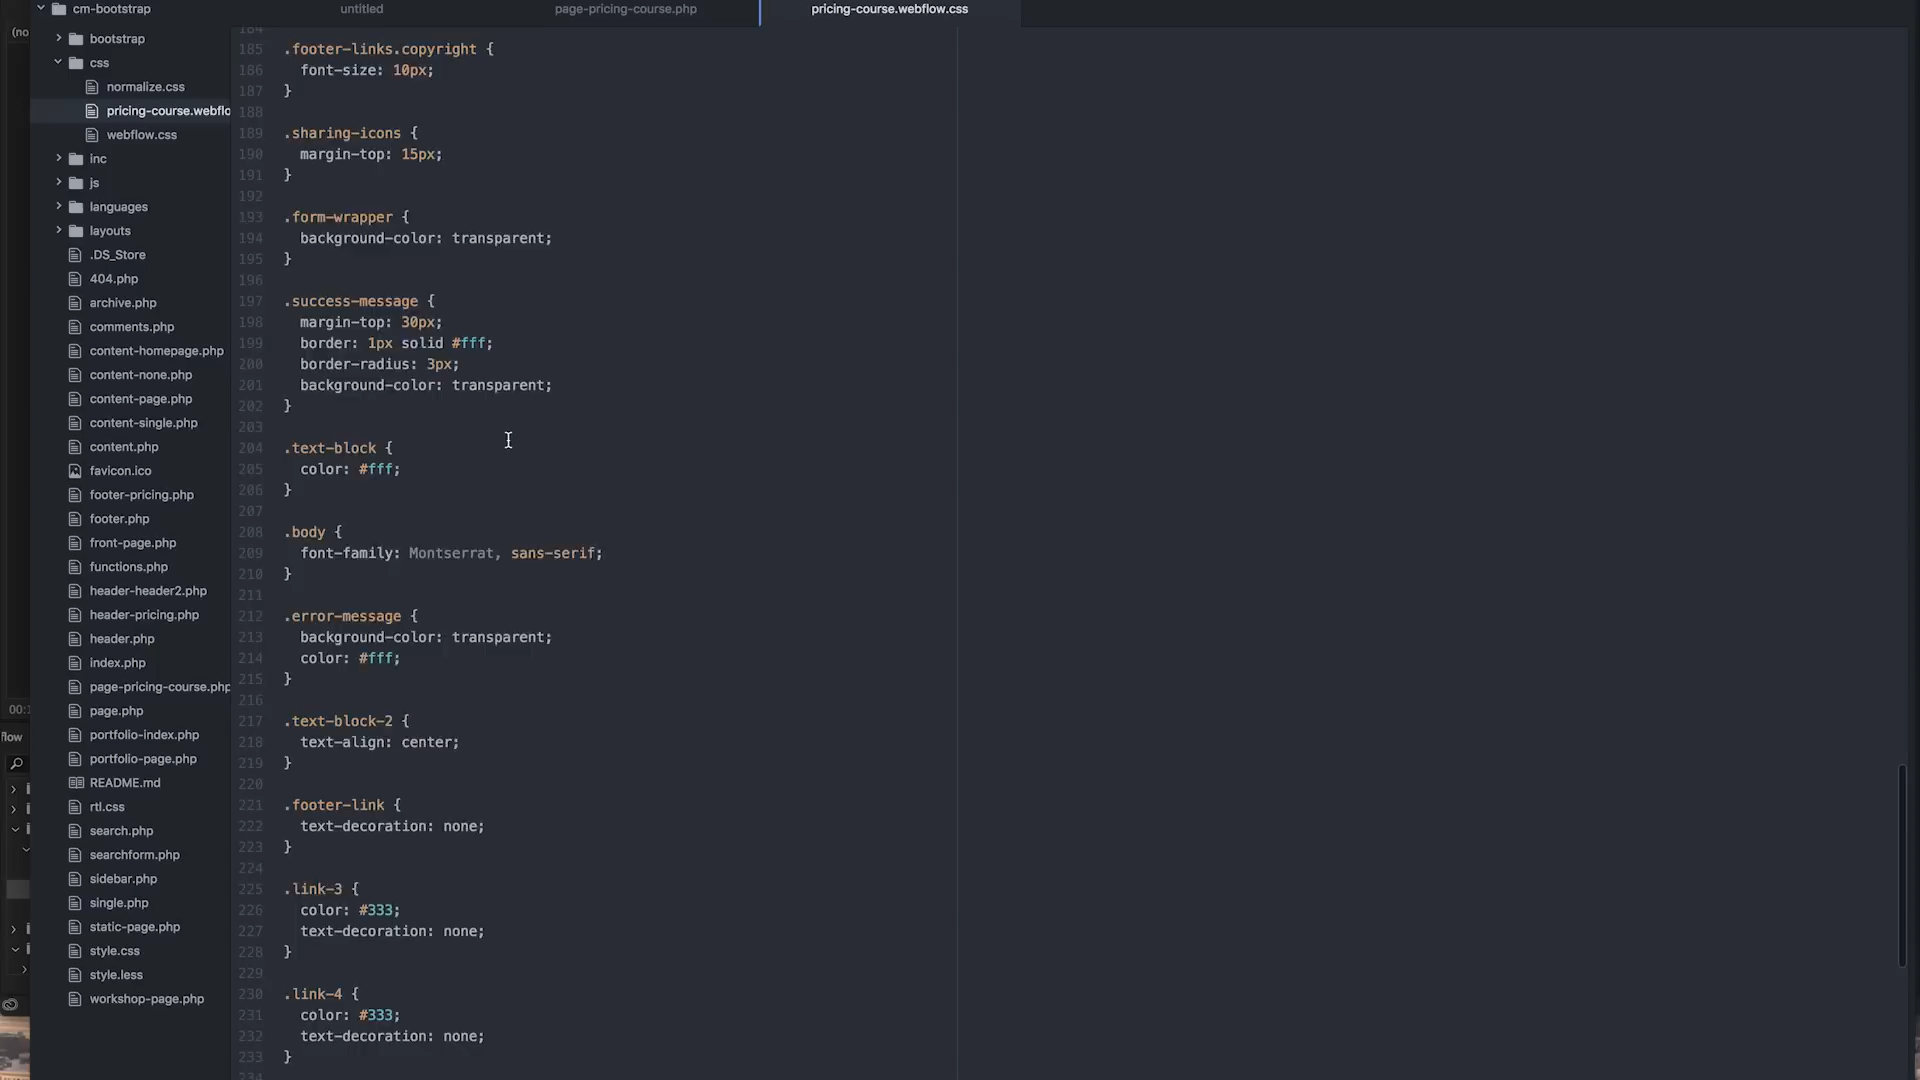 cm-bootstrap
untitled
page-pricing-course.php
pricing-course.webflow.css
(no
bootstrap
css
normalize.css
pricing-course.webflo
webflow.css
inc
js
languages
layouts
.DS_Store
404.php
archive.php
comments.php
content-homepage.php
content-none.php
content-page.php
content-single.php
content.php
favicon.ico
footer-pricing.php
footer.php
front-page.php
functions.php
header-header2.php
header-pricing.php
header.php
index.php
page-pricing-course.php
page.php
portfolio-index.php
portfolio-page.php
README.md
rtl.css
search.php
searchform.php
sidebar.php
single.php
static-page.php
style.css
style.less
workshop-page.php
00:
flow
184
185 .footer-links.copyright {
186 font-size: 10px;
187 }
188
189 .sharing-icons {
190 margin-top: 15px;
191 }
192
193 .form-wrapper {
194 background-color: transparent;
195 }
196
197 .success-message {
198 margin-top: 30px;
199 border: 1px solid #fff;
200 border-radius: 3px;
201 background-color: transparent;
202 }
203
204 .text-block {
205 color: #fff;
206 }
207
208 .body {
209 font-family: Montserrat, sans-serif;
210 }
211
212 .error-message {
213 background-color: transparent;
214 color: #fff;
215 }
216
217 .text-block-2 {
218 text-align: center;
219 }
220
221 .footer-link {
222 text-decoration: none;
223 }
224
225 .link-3 {
226 color: #333;
227 text-decoration: none;
228 }
229
230 .link-4 {
231 color: #333;
232 text-decoration: none;
233 }
234